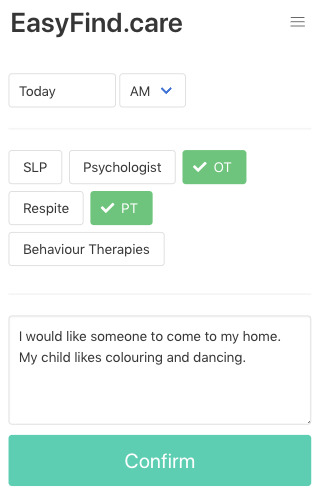 EasyFind.care
Today AM
SLP Psychologist OT
Respite PT
Behaviour Therapies
I would like someone to come to my home.
My child likes colouring and dancing.
Confirm